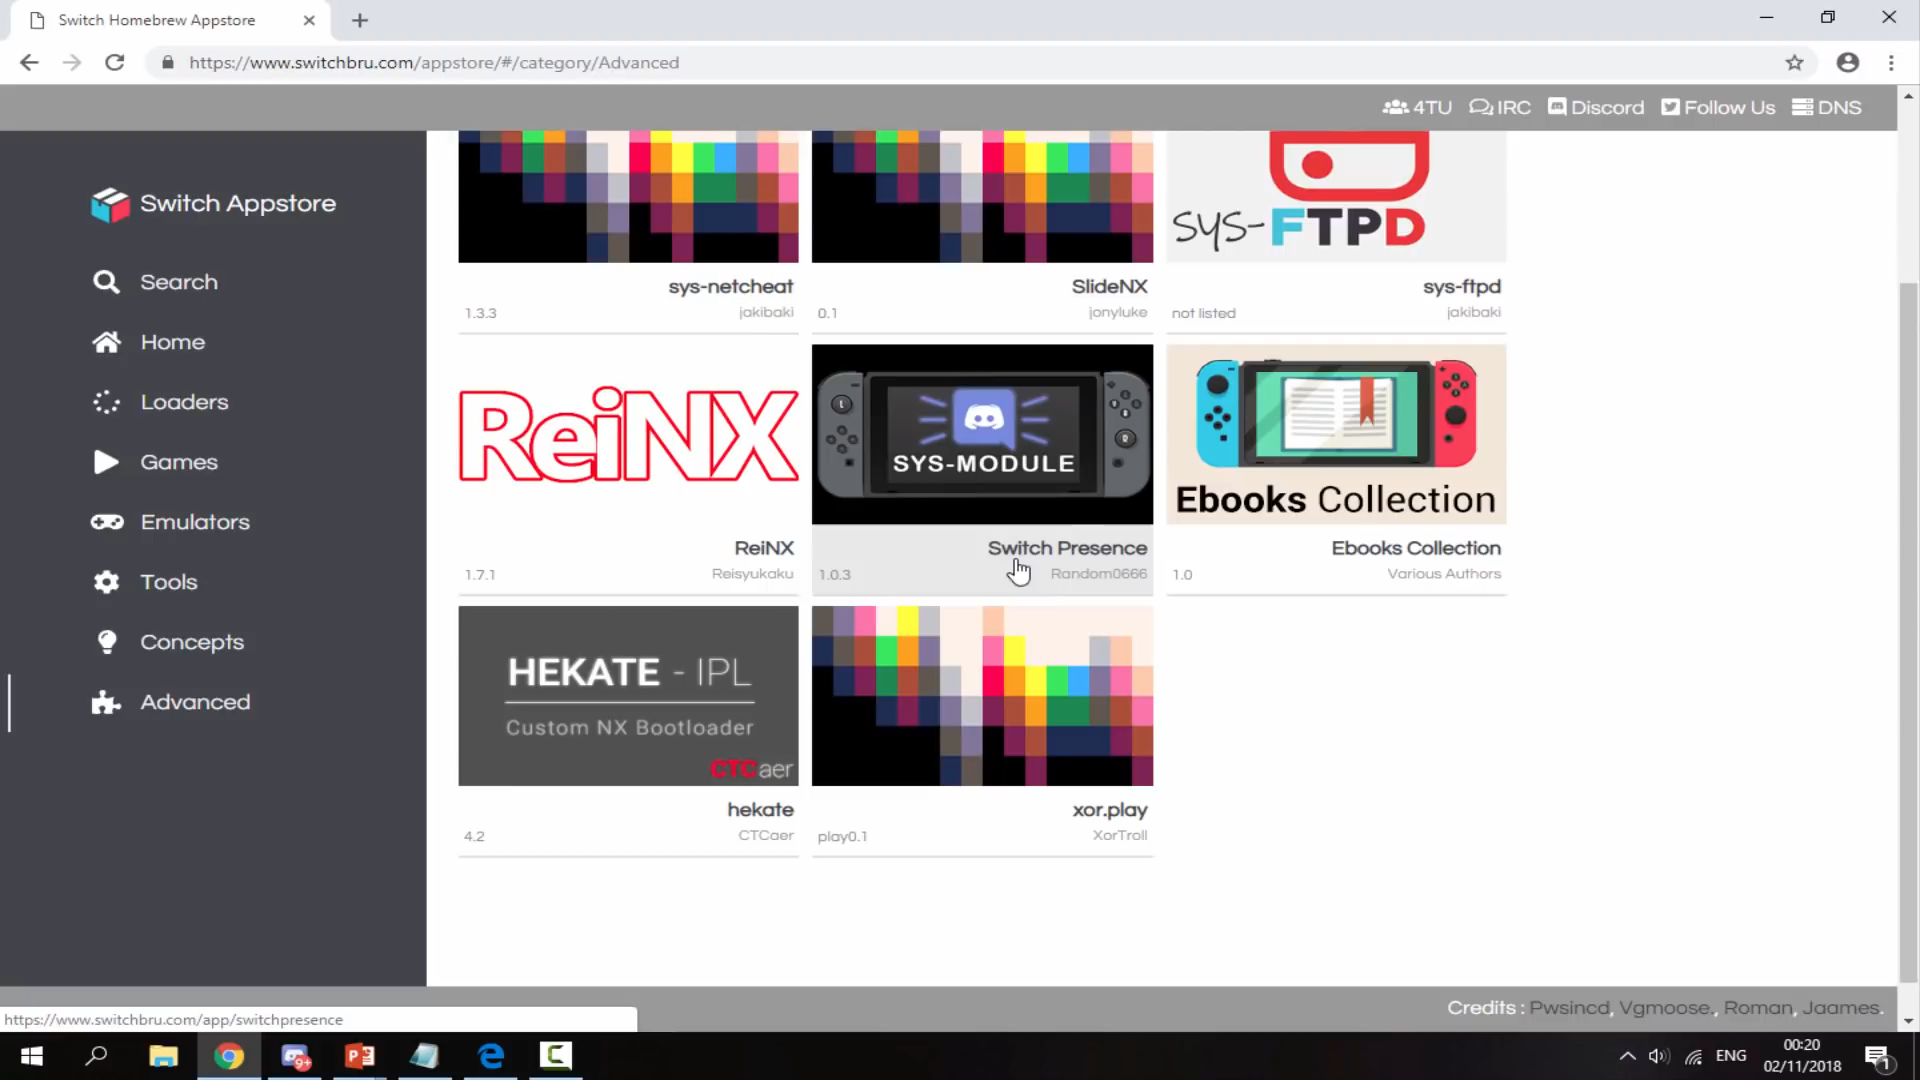 Switch Homebrew Appstore
https://www.switchbru.com/appstore/#/category/Advanced
4TU IRC Discord Follow Us DNS
Switch Appstore
Search
Home
Loaders
Games
Emulators
Tools
Concepts
Advanced
sys-FTPD
sys-netcheat
1.3.3 jakibaki
SlideNX
0.1 jonyluke
sys-ftpd
not listed jakibaki
ReiNX
SYS-MODULE
Ebooks Collection
ReiNX
1.7.1 Reisyukaku
Switch Presence
1.0.3 Random0666
Ebooks Collection
1.0 Various Authors
HEKATE - IPL
Custom NX Bootloader
CTCaer
hekate
4.2 CTCaer
xor.play
play0.1 XorTroll
Credits : Pwsincd, Vgmoose., Roman, Jaames.
https://www.switchbru.com/app/switchpresence
9+
ENG
00:20
02/11/2018
1